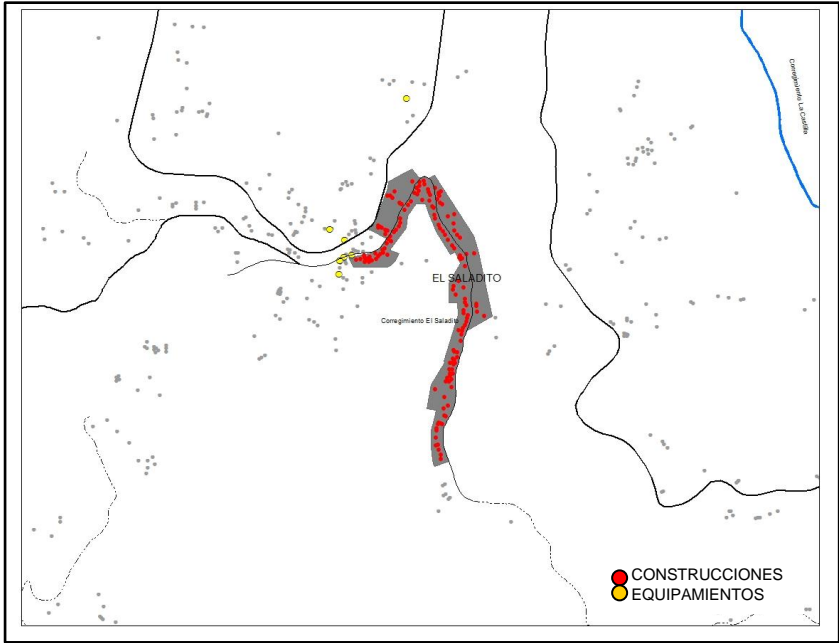 Corregimiento La Castilla
EL SALADITO
Corregimiento El Saladito
CONSTRUCCIONES
EQUIPAMIENTOS